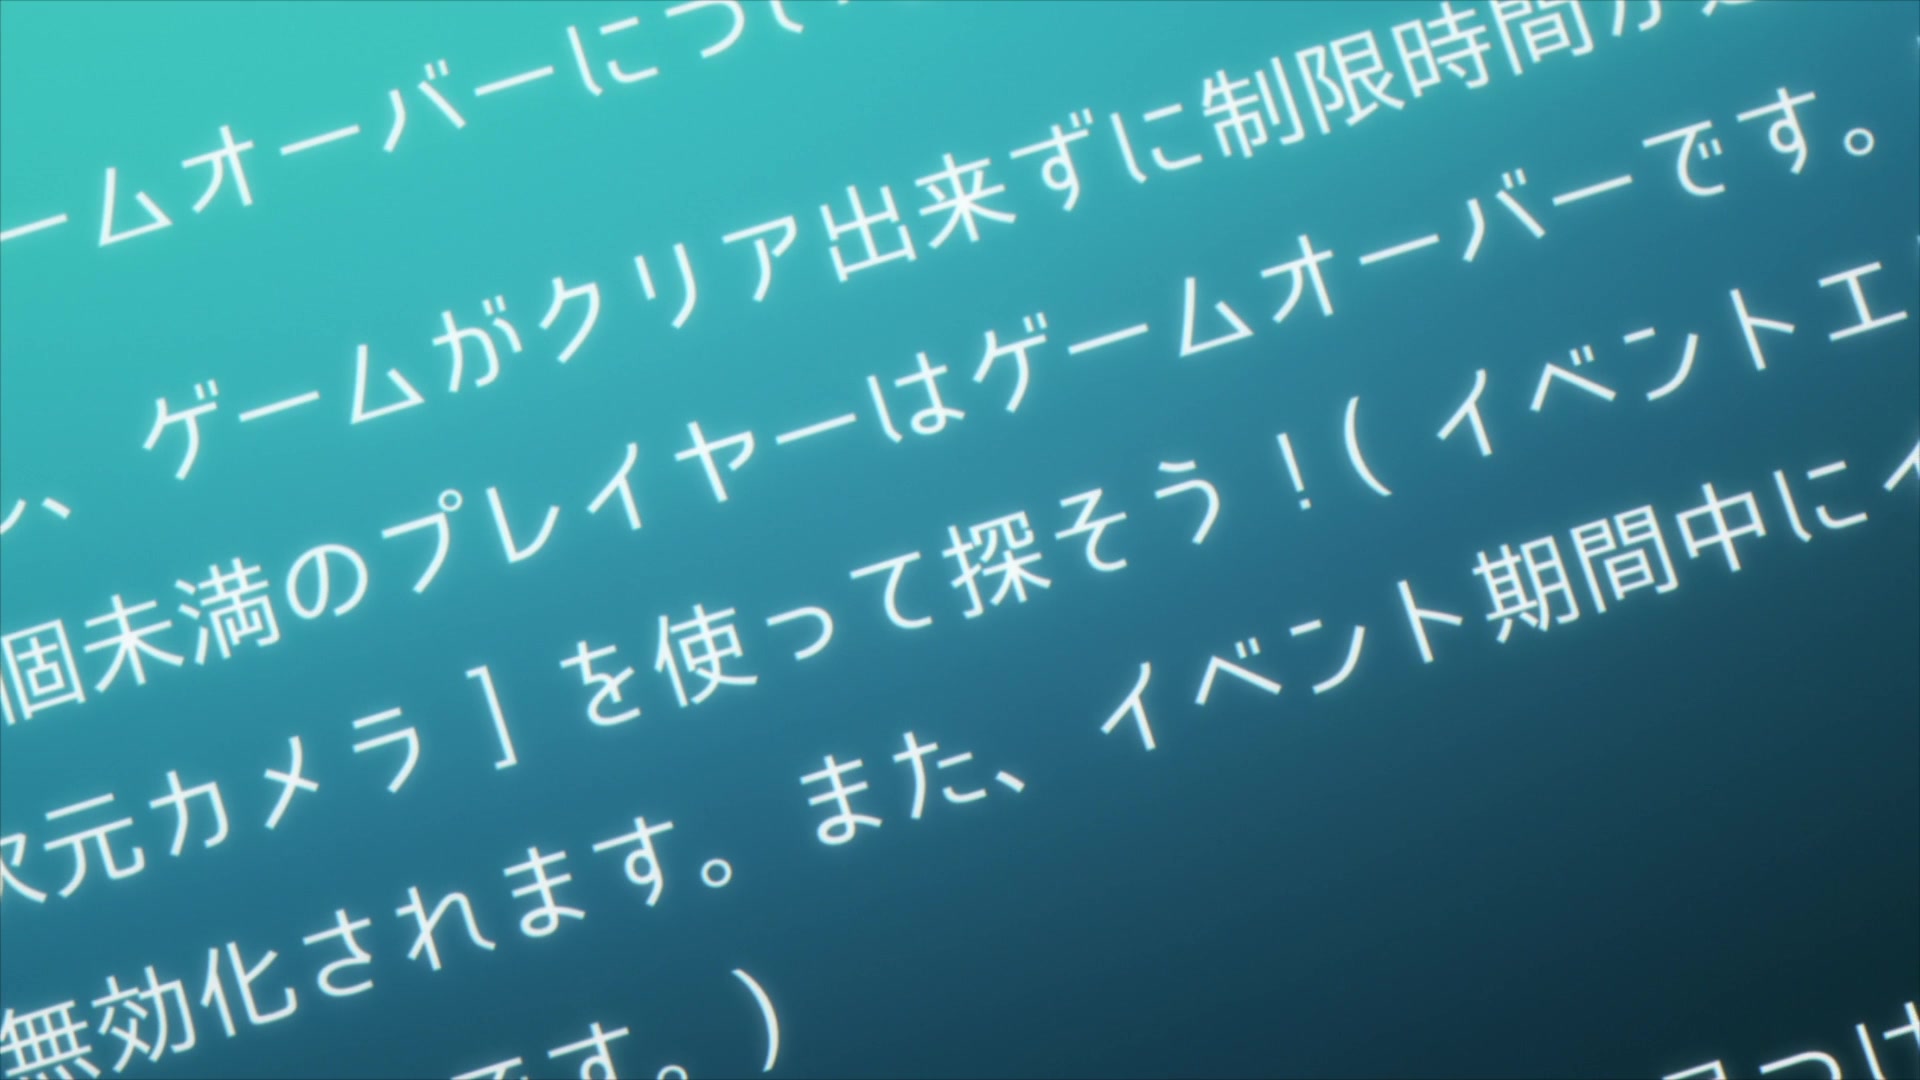 ームオーバーについ
、ゲームがクリア出来ずに制限時間が
個未満のプレイヤーはゲームオーバーです。
次元カメラ］を使って探そう！(イベントエ
無効化されます。また、イベント期間中にイ
です。)
つけ